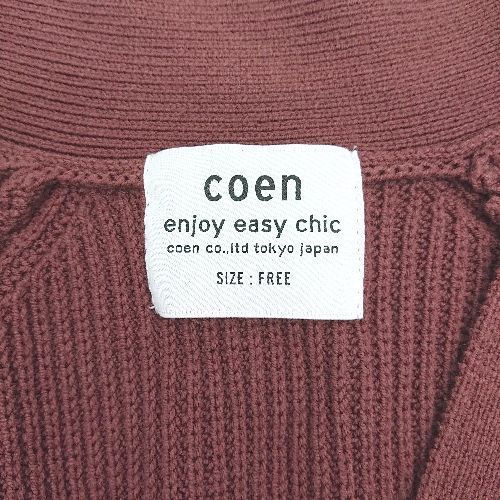 coen
enjoy easy chic
coen co.,ltd tokyo japan
SIZE : FREE